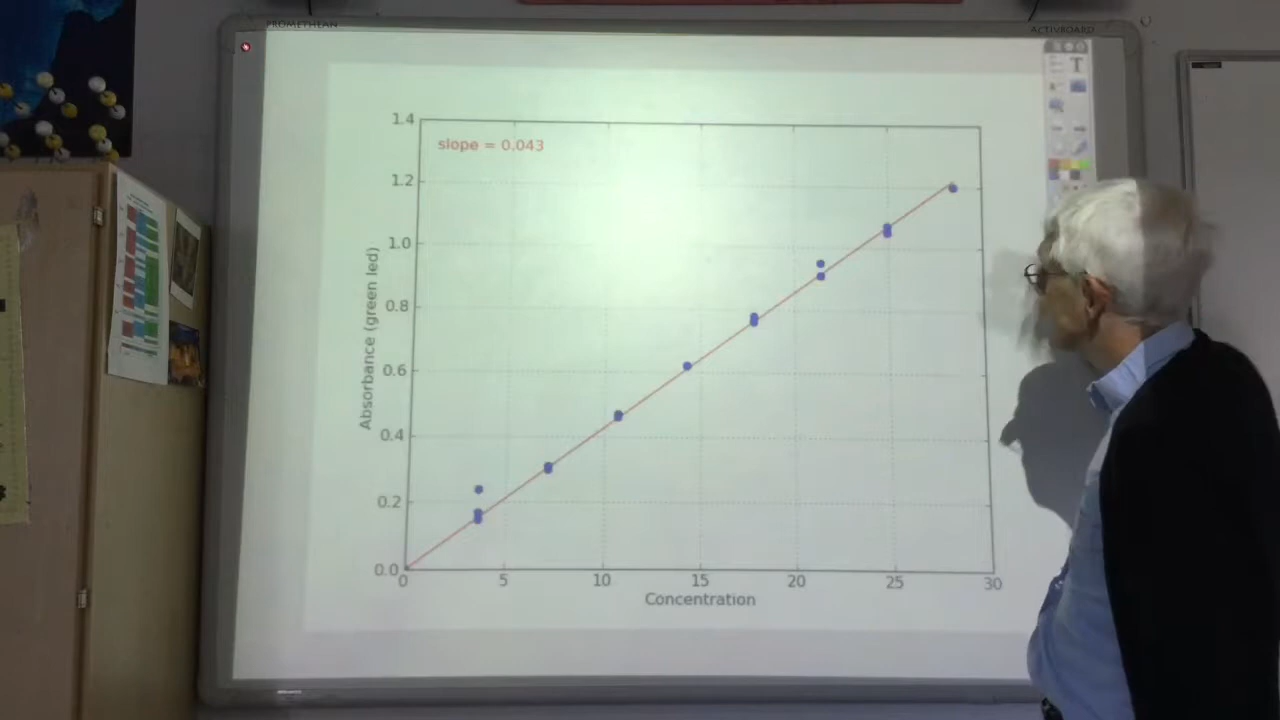 PROMETHEAN
ACTIVBOARD
T
slope = 0.043
1.4
1.2
1.0
0.8
0.6
0.4
0.2
0.0
Absorbance (green led)
0 5 10 15 20 25 30
Concentration